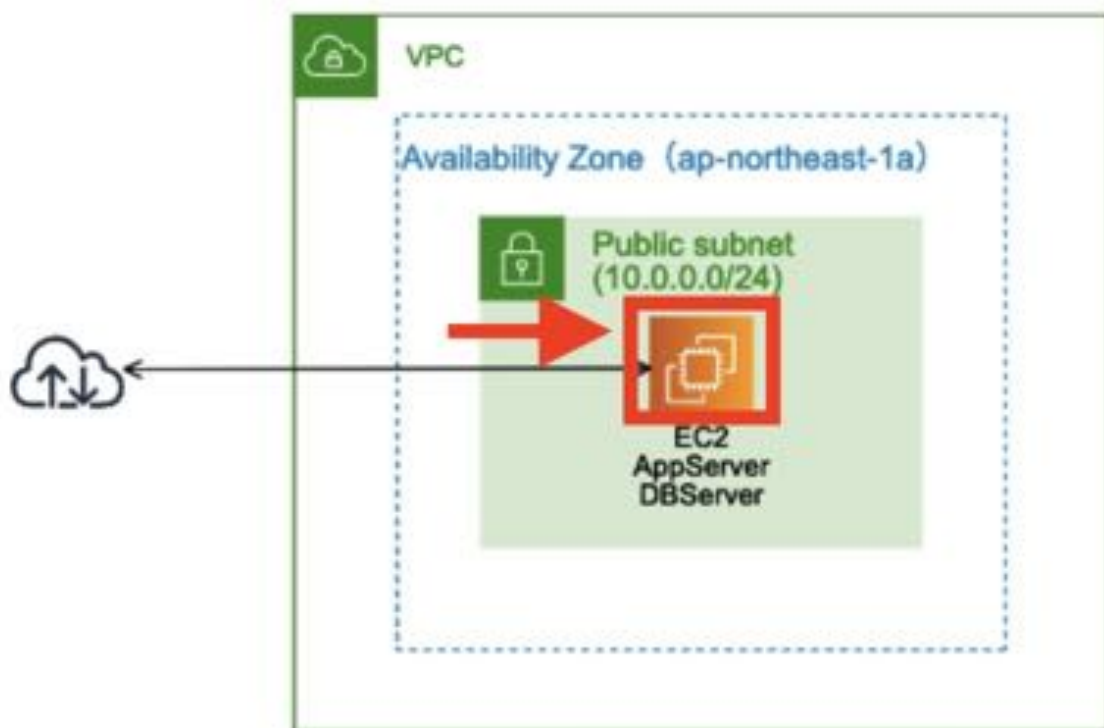 VPC
Availability Zone（ap-northeast-1a）
Public subnet
(10.0.0.0/24)
EC2
AppServer
DBServer